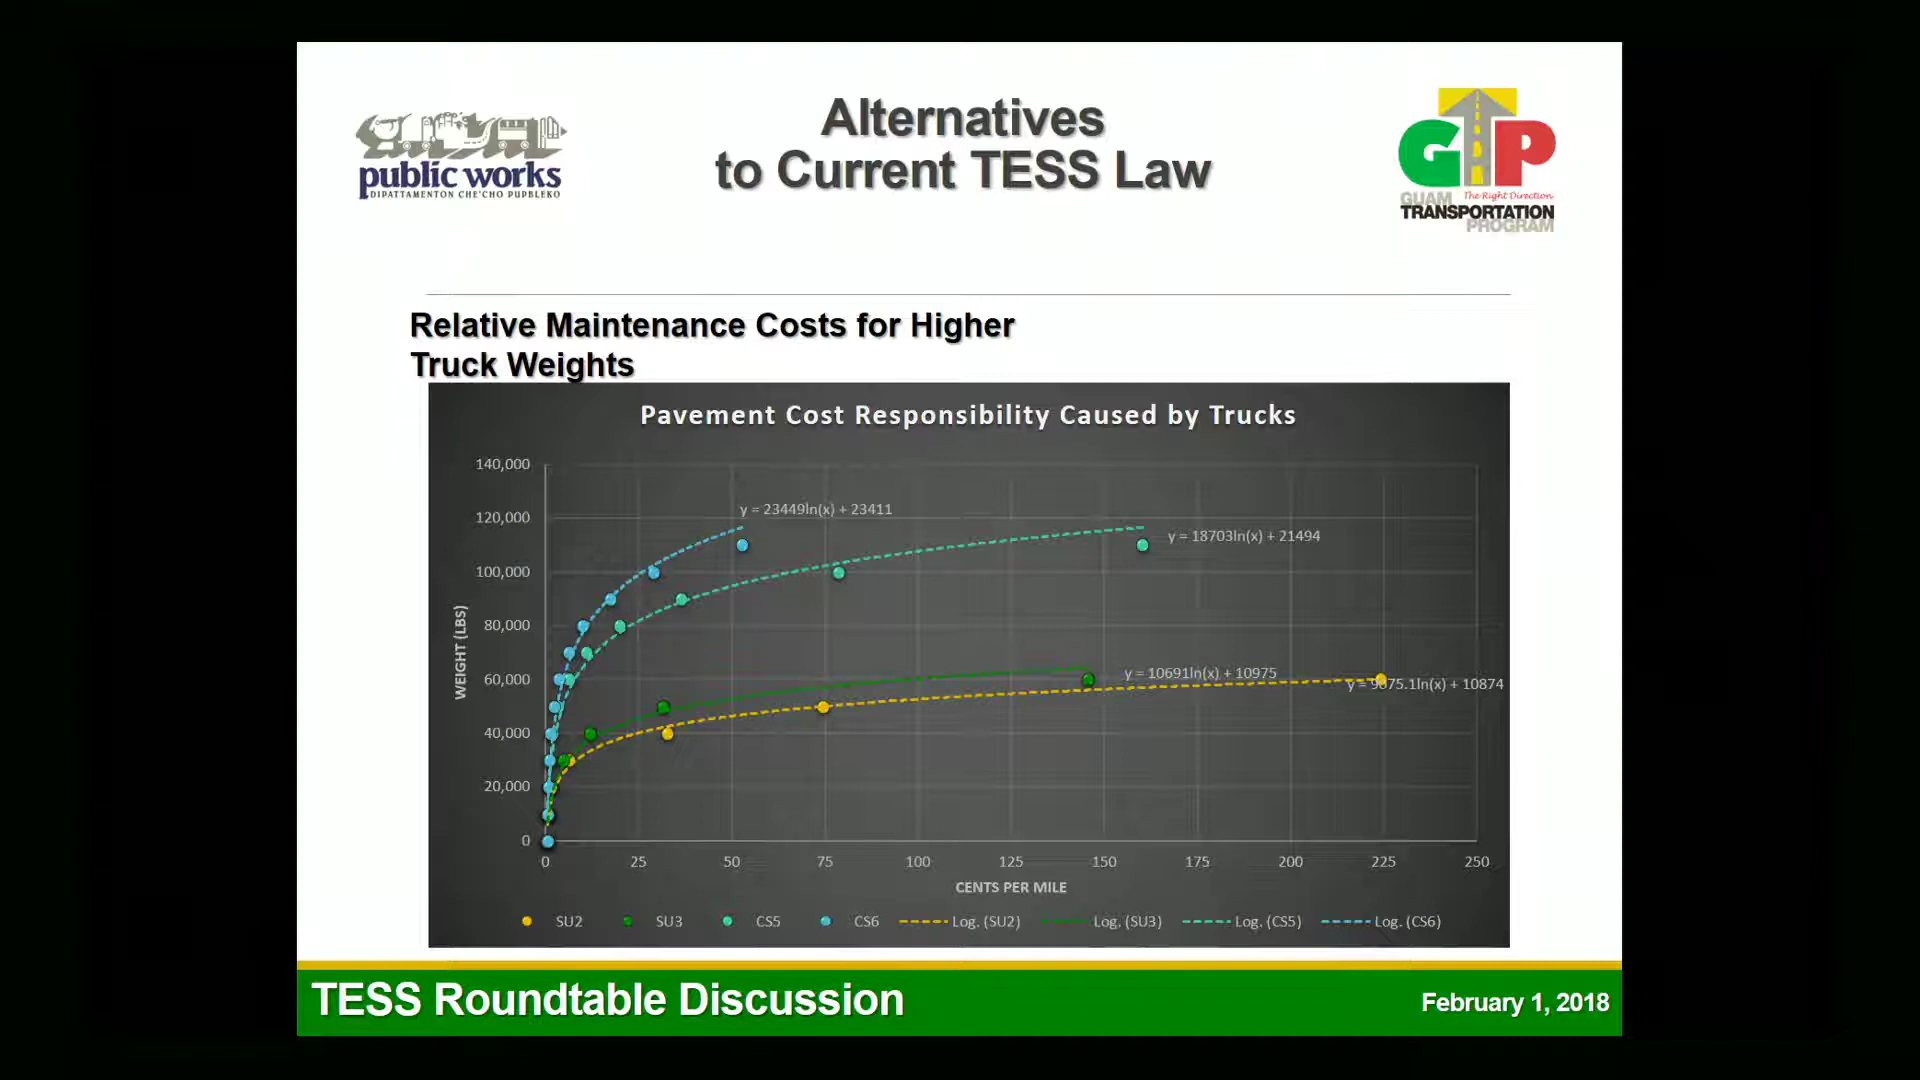 Alternatives
to Current TESS Law
public works
DIPATTAMENTON CHE'CHO PUPBLEKO
GTP
The Right Direction
GUAM
TRANSPORTATION
PROGRAM
Relative Maintenance Costs for Higher
Truck Weights
Pavement Cost Responsibility Caused by Trucks
WEIGHT (LBS)
140,000
120,000
100,000
80,000
60,000
40,000
20,000
0
y = 23449ln(x) + 23411
y = 18703ln(x) + 21494
y = 10691ln(x) + 10975
y = 9875.1ln(x) + 10874
0 25 50 75 100 125 150 175 200 225 250
CENTS PER MILE
SU2 SU3 CS5 CS6 Log. (SU2) Log. (SU3) Log. (CS5) Log. (CS6)
TESS Roundtable Discussion
February 1, 2018